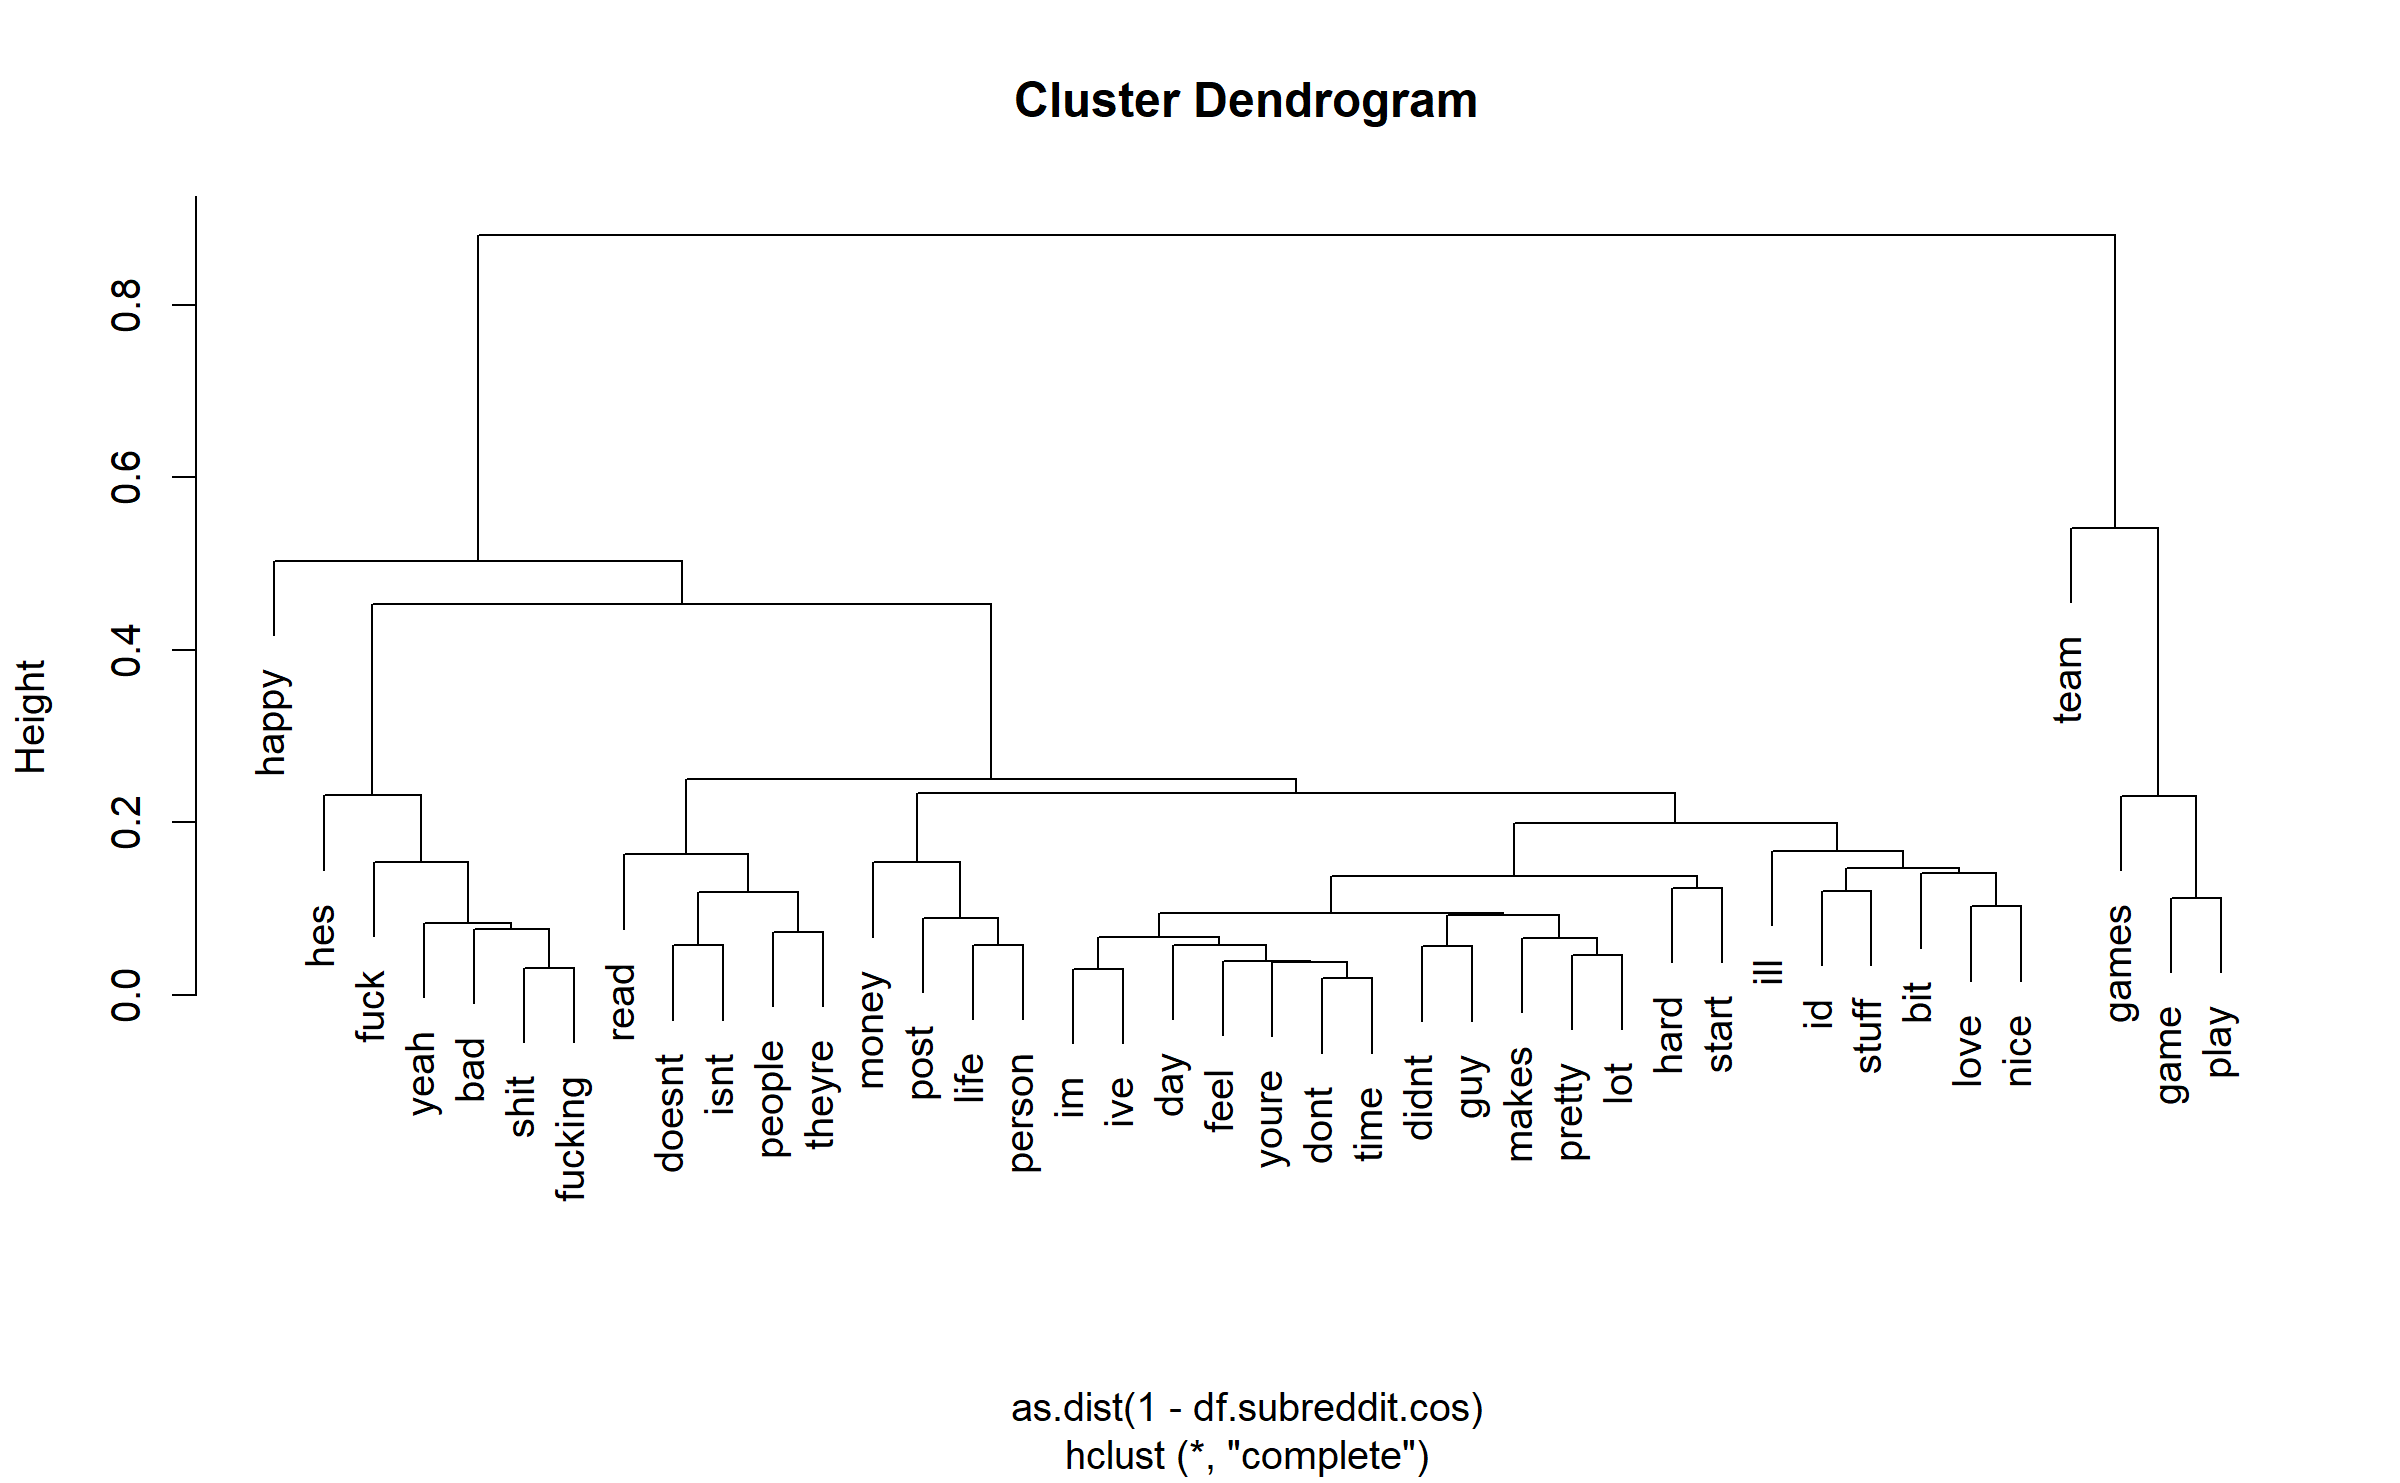 Cluster Dendrogram
Height
0.0
0.2
0.4
0.6
0.8
happy
hes
fuck
yeah
bad
shit
fucking
read
doesnt
isnt
people
theyre
money
post
life
person
im
ive
day
feel
youre
dont
time
didnt
guy
makes
pretty
lot
hard
start
ill
id
stuff
bit
love
nice
team
games
game
play
as.dist(1 - df.subreddit.cos)
hclust (*, "complete")